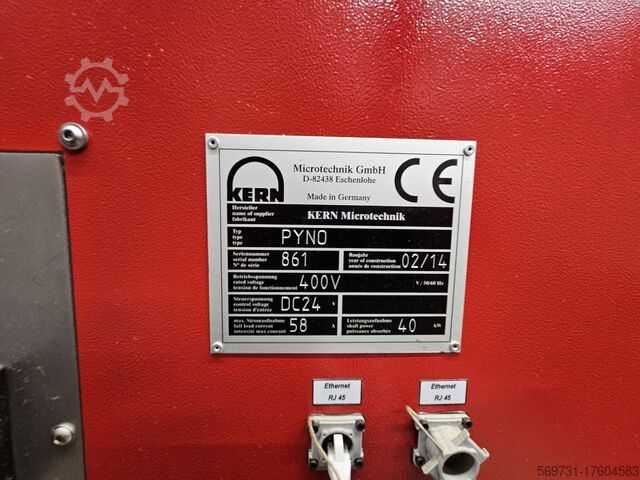 KERN
Microtechnik GmbH
D-82438 Eschenlohe
Made in Germany
CE
Hersteller
name of supplier
fabrikant
KERN Microtechnik
Typ
type
type
PYNO
Seriennummer
serial number
N° de série
861
Baujahr
year of construction
année de construction
02/14
Betriebsspannung
rated voltage
tension de fonctionnement
400V
V / 50/60 Hz
Steuerspannung
control voltage
tension d'entrée
DC24 V
max. Stromaufnahme
full load current
intensité max courant
58 A
Leistungsaufnahme
shaft power
puissance absorbée
40 kW
Ethernet
RJ 45
Ethernet
RJ 45
569731-17604583